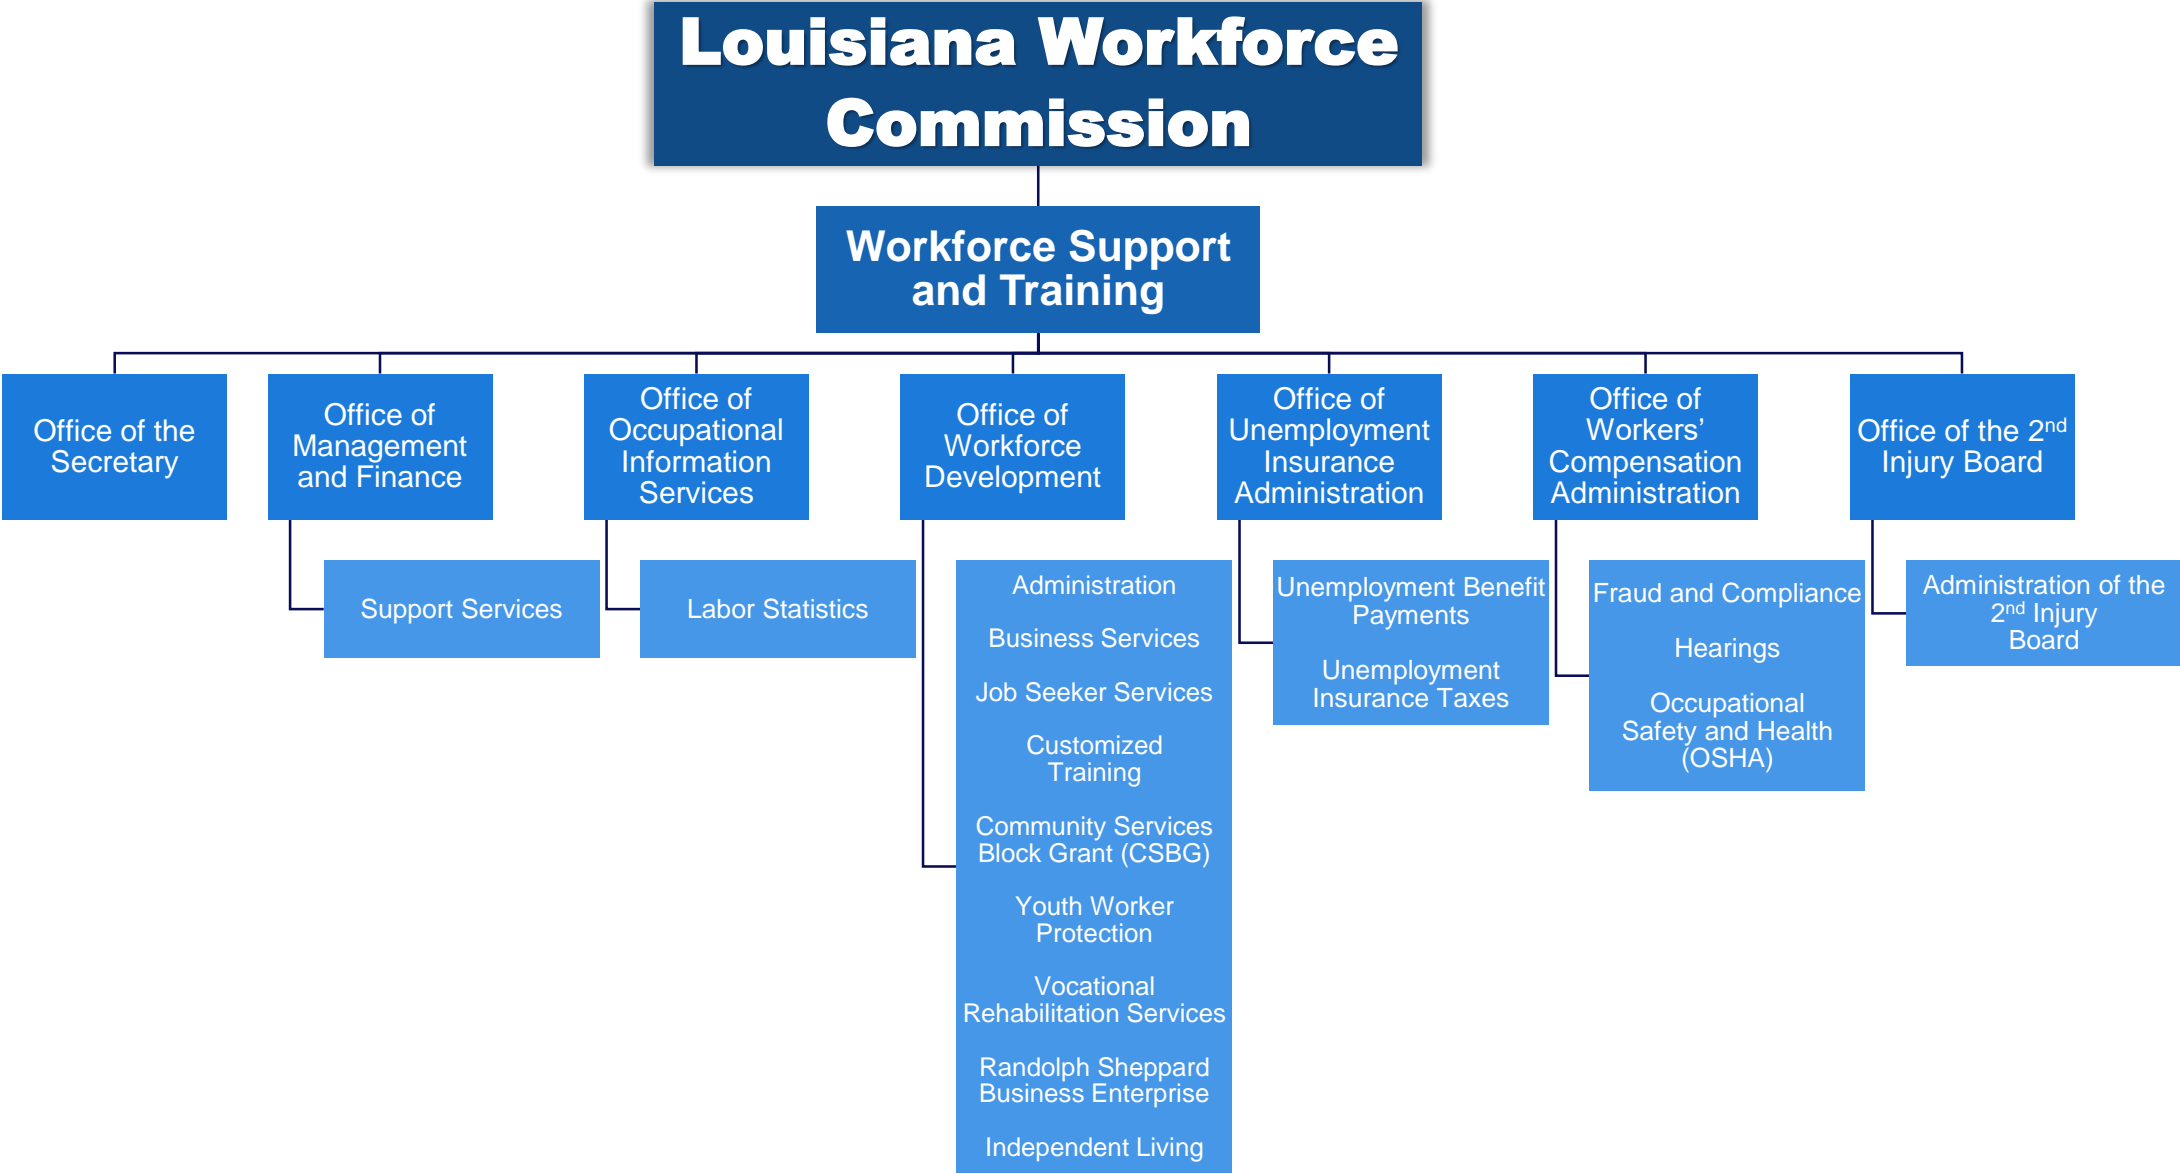 Louisiana Workforce
Commission
Workforce Support
and Training
Office of the
Secretary
Office of
Management
and Finance
Office of
Occupational
Information
Services
Office of
Workforce
Development
Office of
Unemployment
Insurance
Administration
Office of
Workers’
Compensation
Administration
Office of the 2nd
Injury Board
Support Services
Labor Statistics
Administration
Business Services
Job Seeker Services
Customized
Training
Community Services
Block Grant (CSBG)
Youth Worker
Protection
Vocational
Rehabilitation Services
Randolph Sheppard
Business Enterprise
Independent Living
Unemployment Benefit
Payments
Unemployment
Insurance Taxes
Fraud and Compliance
Hearings
Occupational
Safety and Health
(OSHA)
Administration of the
2nd Injury
Board